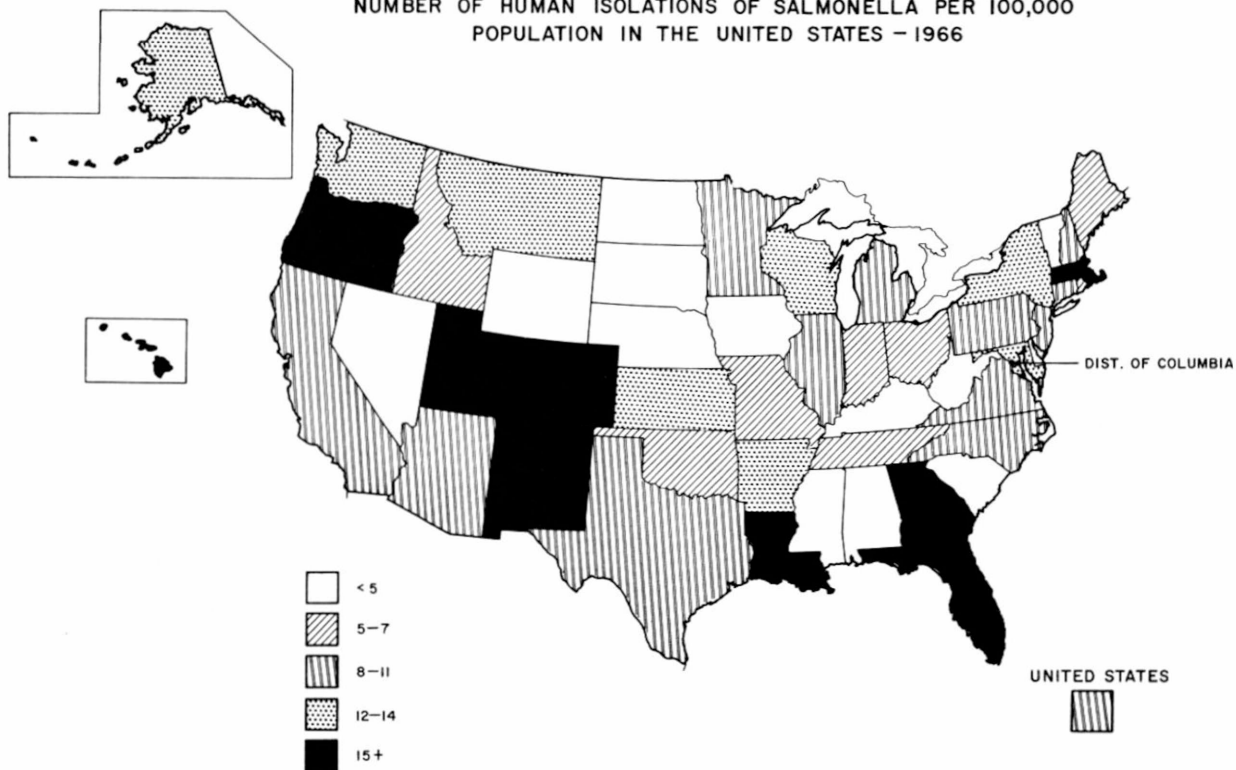 NUMBER OF HUMAN ISOLATIONS OF SALMONELLA PER 100,000
POPULATION IN THE UNITED STATES – 1966
DIST. OF COLUMBIA
< 5
5–7
8–11
12–14
15+
UNITED STATES